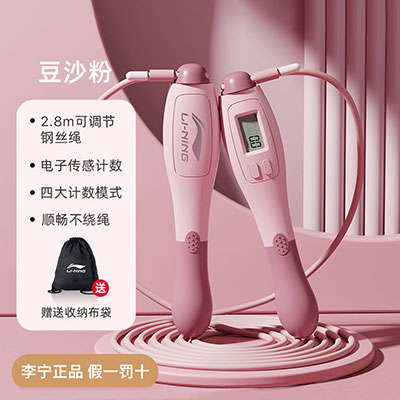 豆沙粉
2.8m可调节
钢丝绳
电子传感计数
四大计数模式
顺畅不绕绳
LI-NING
LI-NING
送
赠送收纳布袋
李宁正品 假一罚十